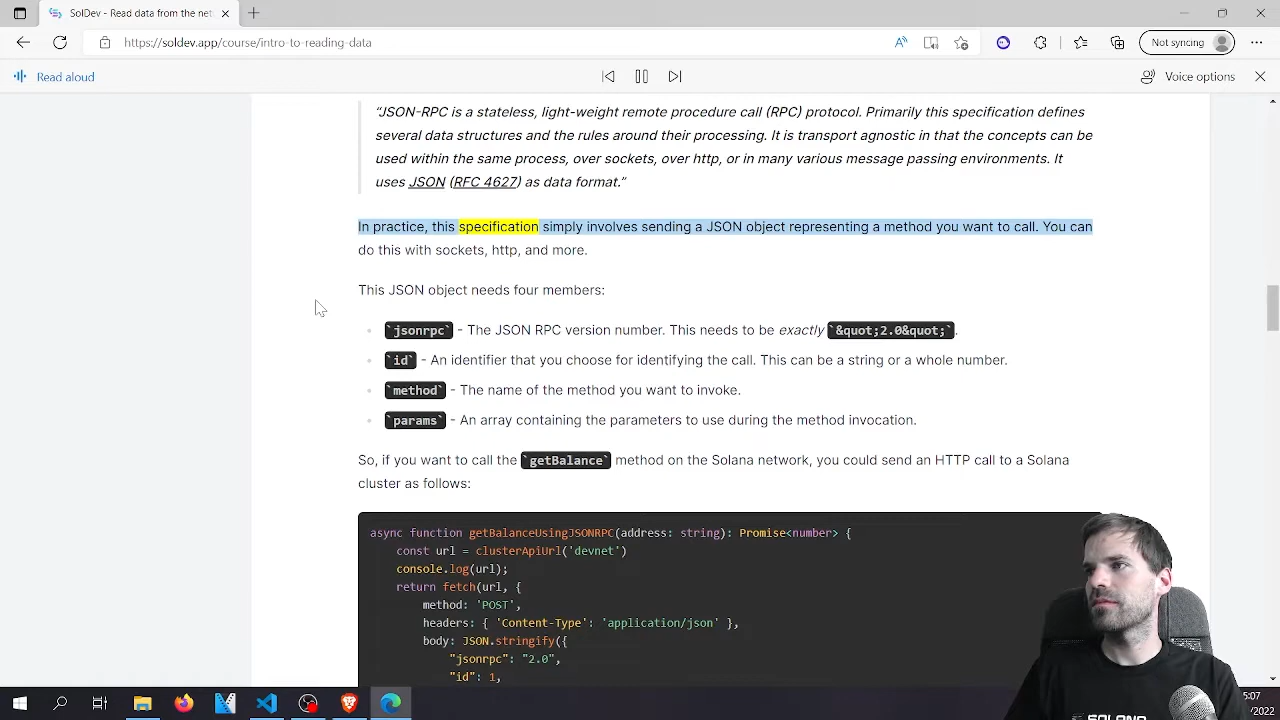 SolDev - Read data from the net
https://soldev.app/course/intro-to-reading-data
Not syncing
Read aloud
Voice options
“JSON-RPC is a stateless, light-weight remote procedure call (RPC) protocol. Primarily this specification defines
several data structures and the rules around their processing. It is transport agnostic in that the concepts can be
used within the same process, over sockets, over http, or in many various message passing environments. It
uses JSON (RFC 4627) as data format.”
In practice, this specification simply involves sending a JSON object representing a method you want to call. You can
do this with sockets, http, and more.
This JSON object needs four members:
`jsonrpc` - The JSON RPC version number. This needs to be exactly `&quot;2.0&quot;`.
`id` - An identifier that you choose for identifying the call. This can be a string or a whole number.
`method` - The name of the method you want to invoke.
`params` - An array containing the parameters to use during the method invocation.
So, if you want to call the `getBalance` method on the Solana network, you could send an HTTP call to a Solana
cluster as follows:
async function getBalanceUsingJSONRPC(address: string): Promise<number> {
const url = clusterApiUrl('devnet')
console.log(url);
return fetch(url, {
method: 'POST',
headers: { 'Content-Type': 'application/json' },
body: JSON.stringify({
"jsonrpc": "2.0",
"id": 1,
5:07
/2022
SOLANA